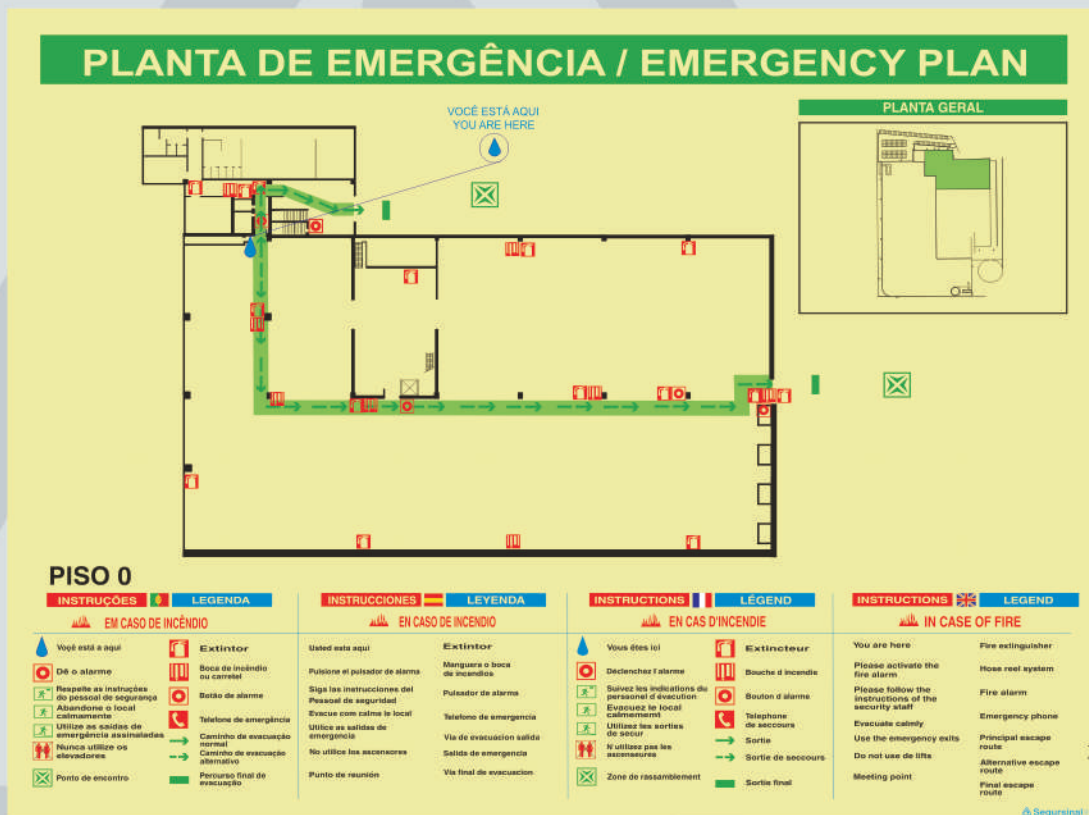 PLANTA DE EMERGÊNCIA / EMERGENCY PLAN
VOCÊ ESTÁ AQUI
YOU ARE HERE
PLANTA GERAL
PISO 0
INSTRUÇÕES
LEGENDA
EM CASO DE INCÊNDIO
Voçê está a aqui
Dê o alarme
Respeite as instruções
do pessoal de segurança
Abandone o local
calmamente
Utilize as saídas de
emergência assinaladas
Nunca utilize os
elevadores
Ponto de encontro
Extintor
Boca de incêndio
ou carretel
Botão de alarme
Telefone de emergência
Caminho de evacuação
normal
Caminho de evacuação
alternativo
Percurso final de
evacuação
INSTRUCCIONES
LEYENDA
EN CASO DE INCENDIO
Usted esta aqui
Pulsione el pulsador de alarma
Siga las instrucciones del
Pessoal de seguridad
Evacue com calma le local
Utilice as salidas de
emergencia
No utilice los ascensores
Punto de reunión
Extintor
Manguera o boca
de incendios
Pulsador de alarma
Telefono de emergencia
Via de evacuacion salida
Salida de emergencia
Via final de evacuacion
INSTRUCTIONS
LÉGEND
EN CAS D'INCENDIE
Vous êtes ici
Déclenchez l'alarme
Suivez les indications du
personel d'évacution
Evacuez le local
calmememt
Utilizez les sorties
de secur
N'utilizez pas les
ascenseures
Zone de rassamblement
Extincteur
Bouche d'incendie
Bouton d'alarme
Telephone
de seccours
Sortie
Sortie de seccours
Sortie final
INSTRUCTIONS
LEGEND
IN CASE OF FIRE
You are here
Please activate the
fire alarm
Please follow the
instructions of the
security staff
Evacuate calmly
Use the emergency exits
Do not use de lifts
Meeting point
Fire extinguisher
Hose reel system
Fire alarm
Emergency phone
Principal escape
route
Alternative escape
route
Final escape
route
Segursinal